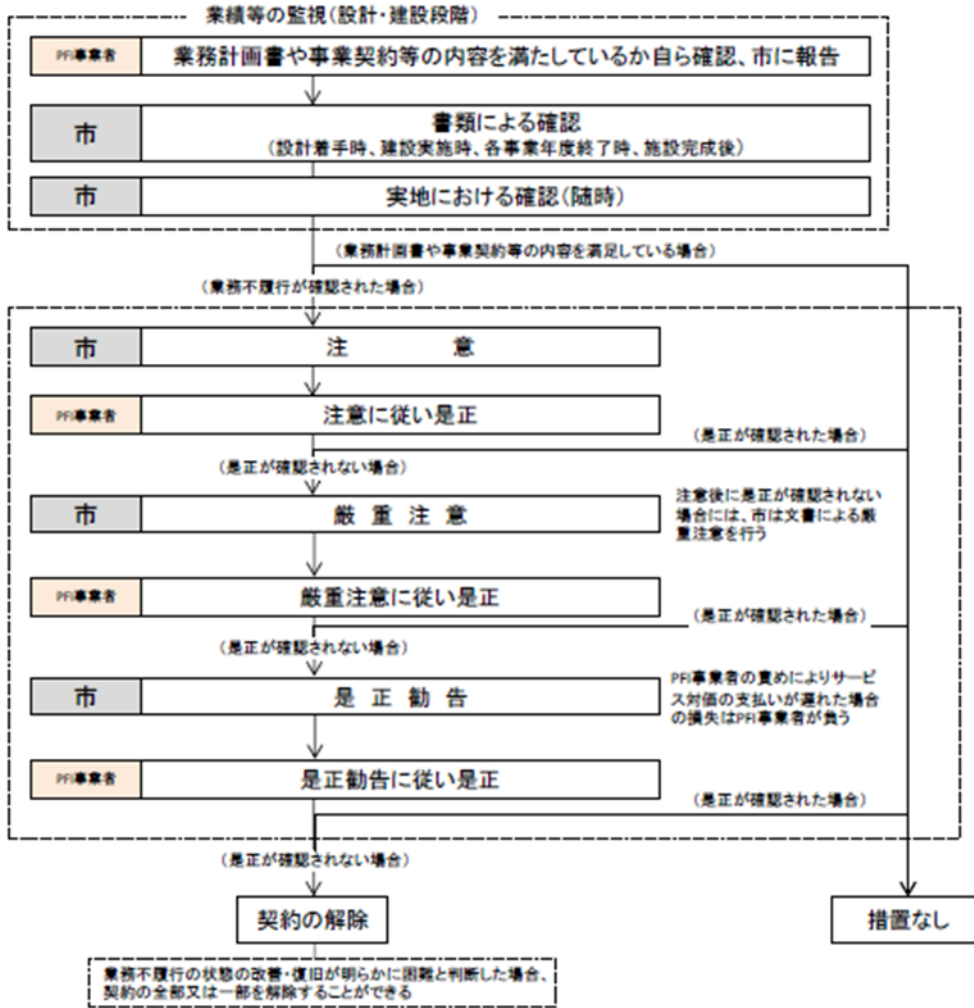 業績等の監視(設計・建設段階)
PFI事業者 業務計画書や事業契約等の内容を満たしているか自ら確認、市に報告
市 書類による確認
(設計着手時、建設実施時、各事業年度終了時、施設完成後)
市 実地における確認(随時)
(業務計画書や事業契約等の内容を満足している場合)
(業務不履行が確認された場合)
市 注 意
PFI事業者 注意に従い是正
(是正が確認された場合)
(是正が確認されない場合)
市 厳 重 注 意
注意後に是正が確認されない
場合には、市は文書による厳
重注意を行う
PFI事業者 厳重注意に従い是正
(是正が確認された場合)
(是正が確認されない場合)
市 是 正 勧 告
PFI事業者の責めによりサービ
ス対価の支払いが遅れた場合
の損失はPFI事業者が負う
PFI事業者 是正勧告に従い是正
(是正が確認された場合)
(是正が確認されない場合)
契約の解除
措置なし
業務不履行の状態の改善・復旧が明らかに困難と判断した場合、
契約の全部又は一部を解除することができる